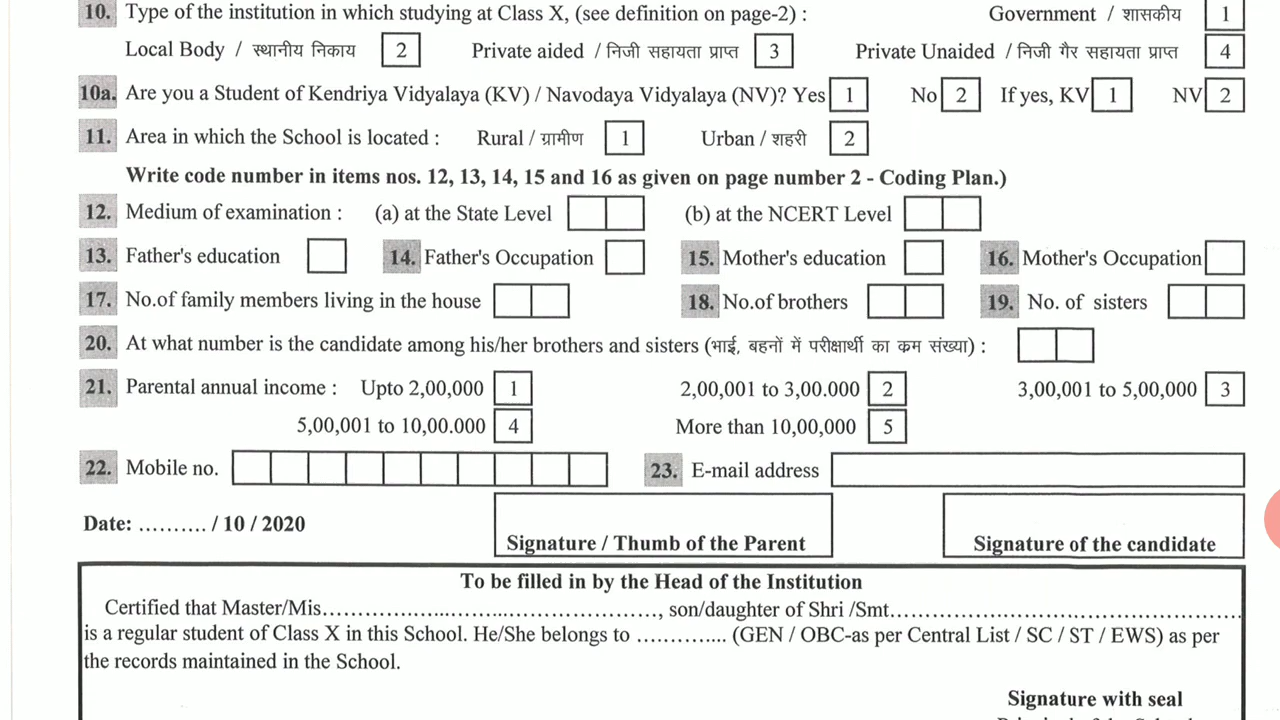 10. Type of the institution in which studying at Class X, (see definition on page-2) : Government / शासकीय 1
Local Body / स्थानीय निकाय 2 Private aided / निजी सहायता प्राप्त 3 Private Unaided / निजी गैर सहायता प्राप्त 4
10a. Are you a Student of Kendriya Vidyalaya (KV) / Navodaya Vidyalaya (NV)? Yes 1 No 2 If yes, KV 1 NV 2
11. Area in which the School is located : Rural / ग्रामीण 1 Urban / शहरी 2
Write code number in items nos. 12, 13, 14, 15 and 16 as given on page number 2 - Coding Plan.)
12. Medium of examination : (a) at the State Level (b) at the NCERT Level
13. Father's education 14. Father's Occupation 15. Mother's education 16. Mother's Occupation
17. No.of family members living in the house 18. No.of brothers 19. No. of sisters
20. At what number is the candidate among his/her brothers and sisters (भाई, बहनों में परीक्षार्थी का कम संख्या) :
21. Parental annual income : Upto 2,00,000 1 2,00,001 to 3,00.000 2 3,00,001 to 5,00,000 3
5,00,001 to 10,00.000 4 More than 10,00,000 5
22. Mobile no. 23. E-mail address
Date: .......... / 10 / 2020
Signature / Thumb of the Parent Signature of the candidate
To be filled in by the Head of the Institution
Certified that Master/Mis......................................................, son/daughter of Shri /Smt.........................................................
is a regular student of Class X in this School. He/She belongs to ............. (GEN / OBC-as per Central List / SC / ST / EWS) as per
the records maintained in the School.
Signature with seal